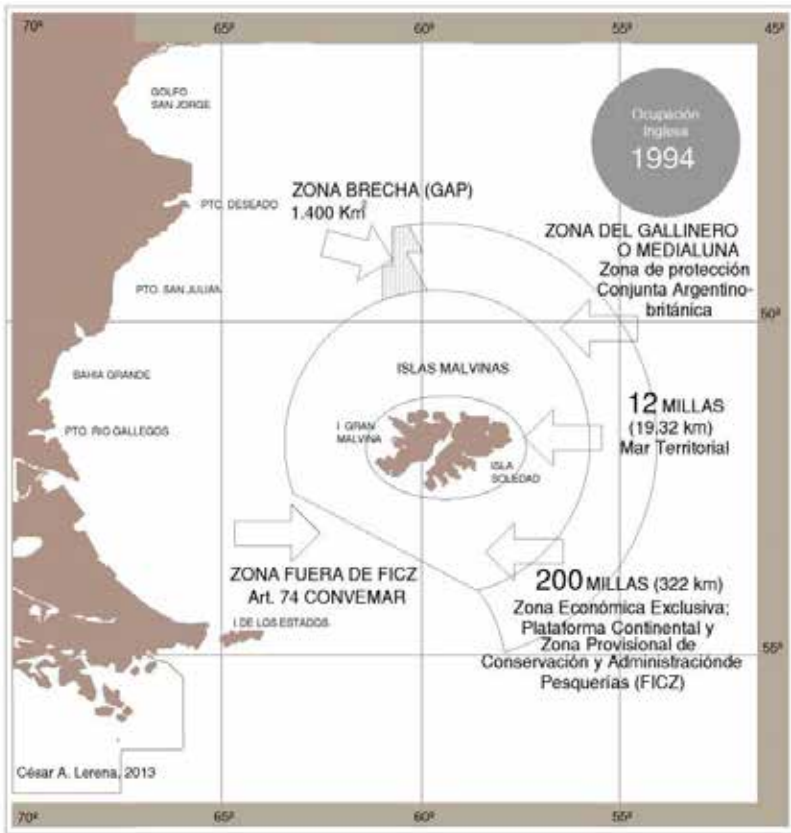 70º
65º
60º
55º
45º
GOLFO
SAN JORGE
Ocupación
Inglesa
1994
ZONA BRECHA (GAP)
1.400 Km²
PTO. DESEADO
ZONA DEL GALLINERO
O MEDIALUNA
Zona de protección
Conjunta Argentino-
británica
PTO. SAN JULIAN
50º
BAHIA GRANDE
ISLAS MALVINAS
PTO. RIO GALLEGOS
I. GRAN
MALVINA
ISLA
SOLEDAD
12 MILLAS
(19,32 km)
Mar Territorial
ZONA FUERA DE FICZ
Art. 74 CONVEMAR
200 MILLAS (322 km)
Zona Económica Exclusiva;
Plataforma Continental y
Zona Provisional de
Conservación y Administraciónde
Pesquerías (FICZ)
I.DE LOS ESTADOS
55º
César A. Lerena, 2013
70º
65º
60º
55º